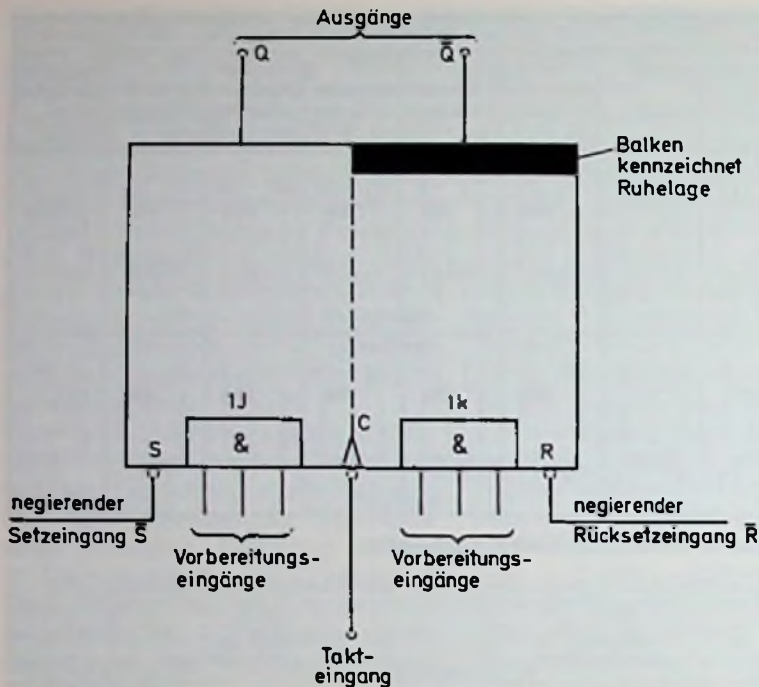 Ausgänge
Q
Q̄
Balken
kennzeichnet
Ruhelage
1J
1k
C
S
&
&
R
negierender
Setzeingang S̄
negierender
Rücksetzeingang R̄
Vorbereitungs-
eingänge
Vorbereitungs-
eingänge
Takt-
eingang